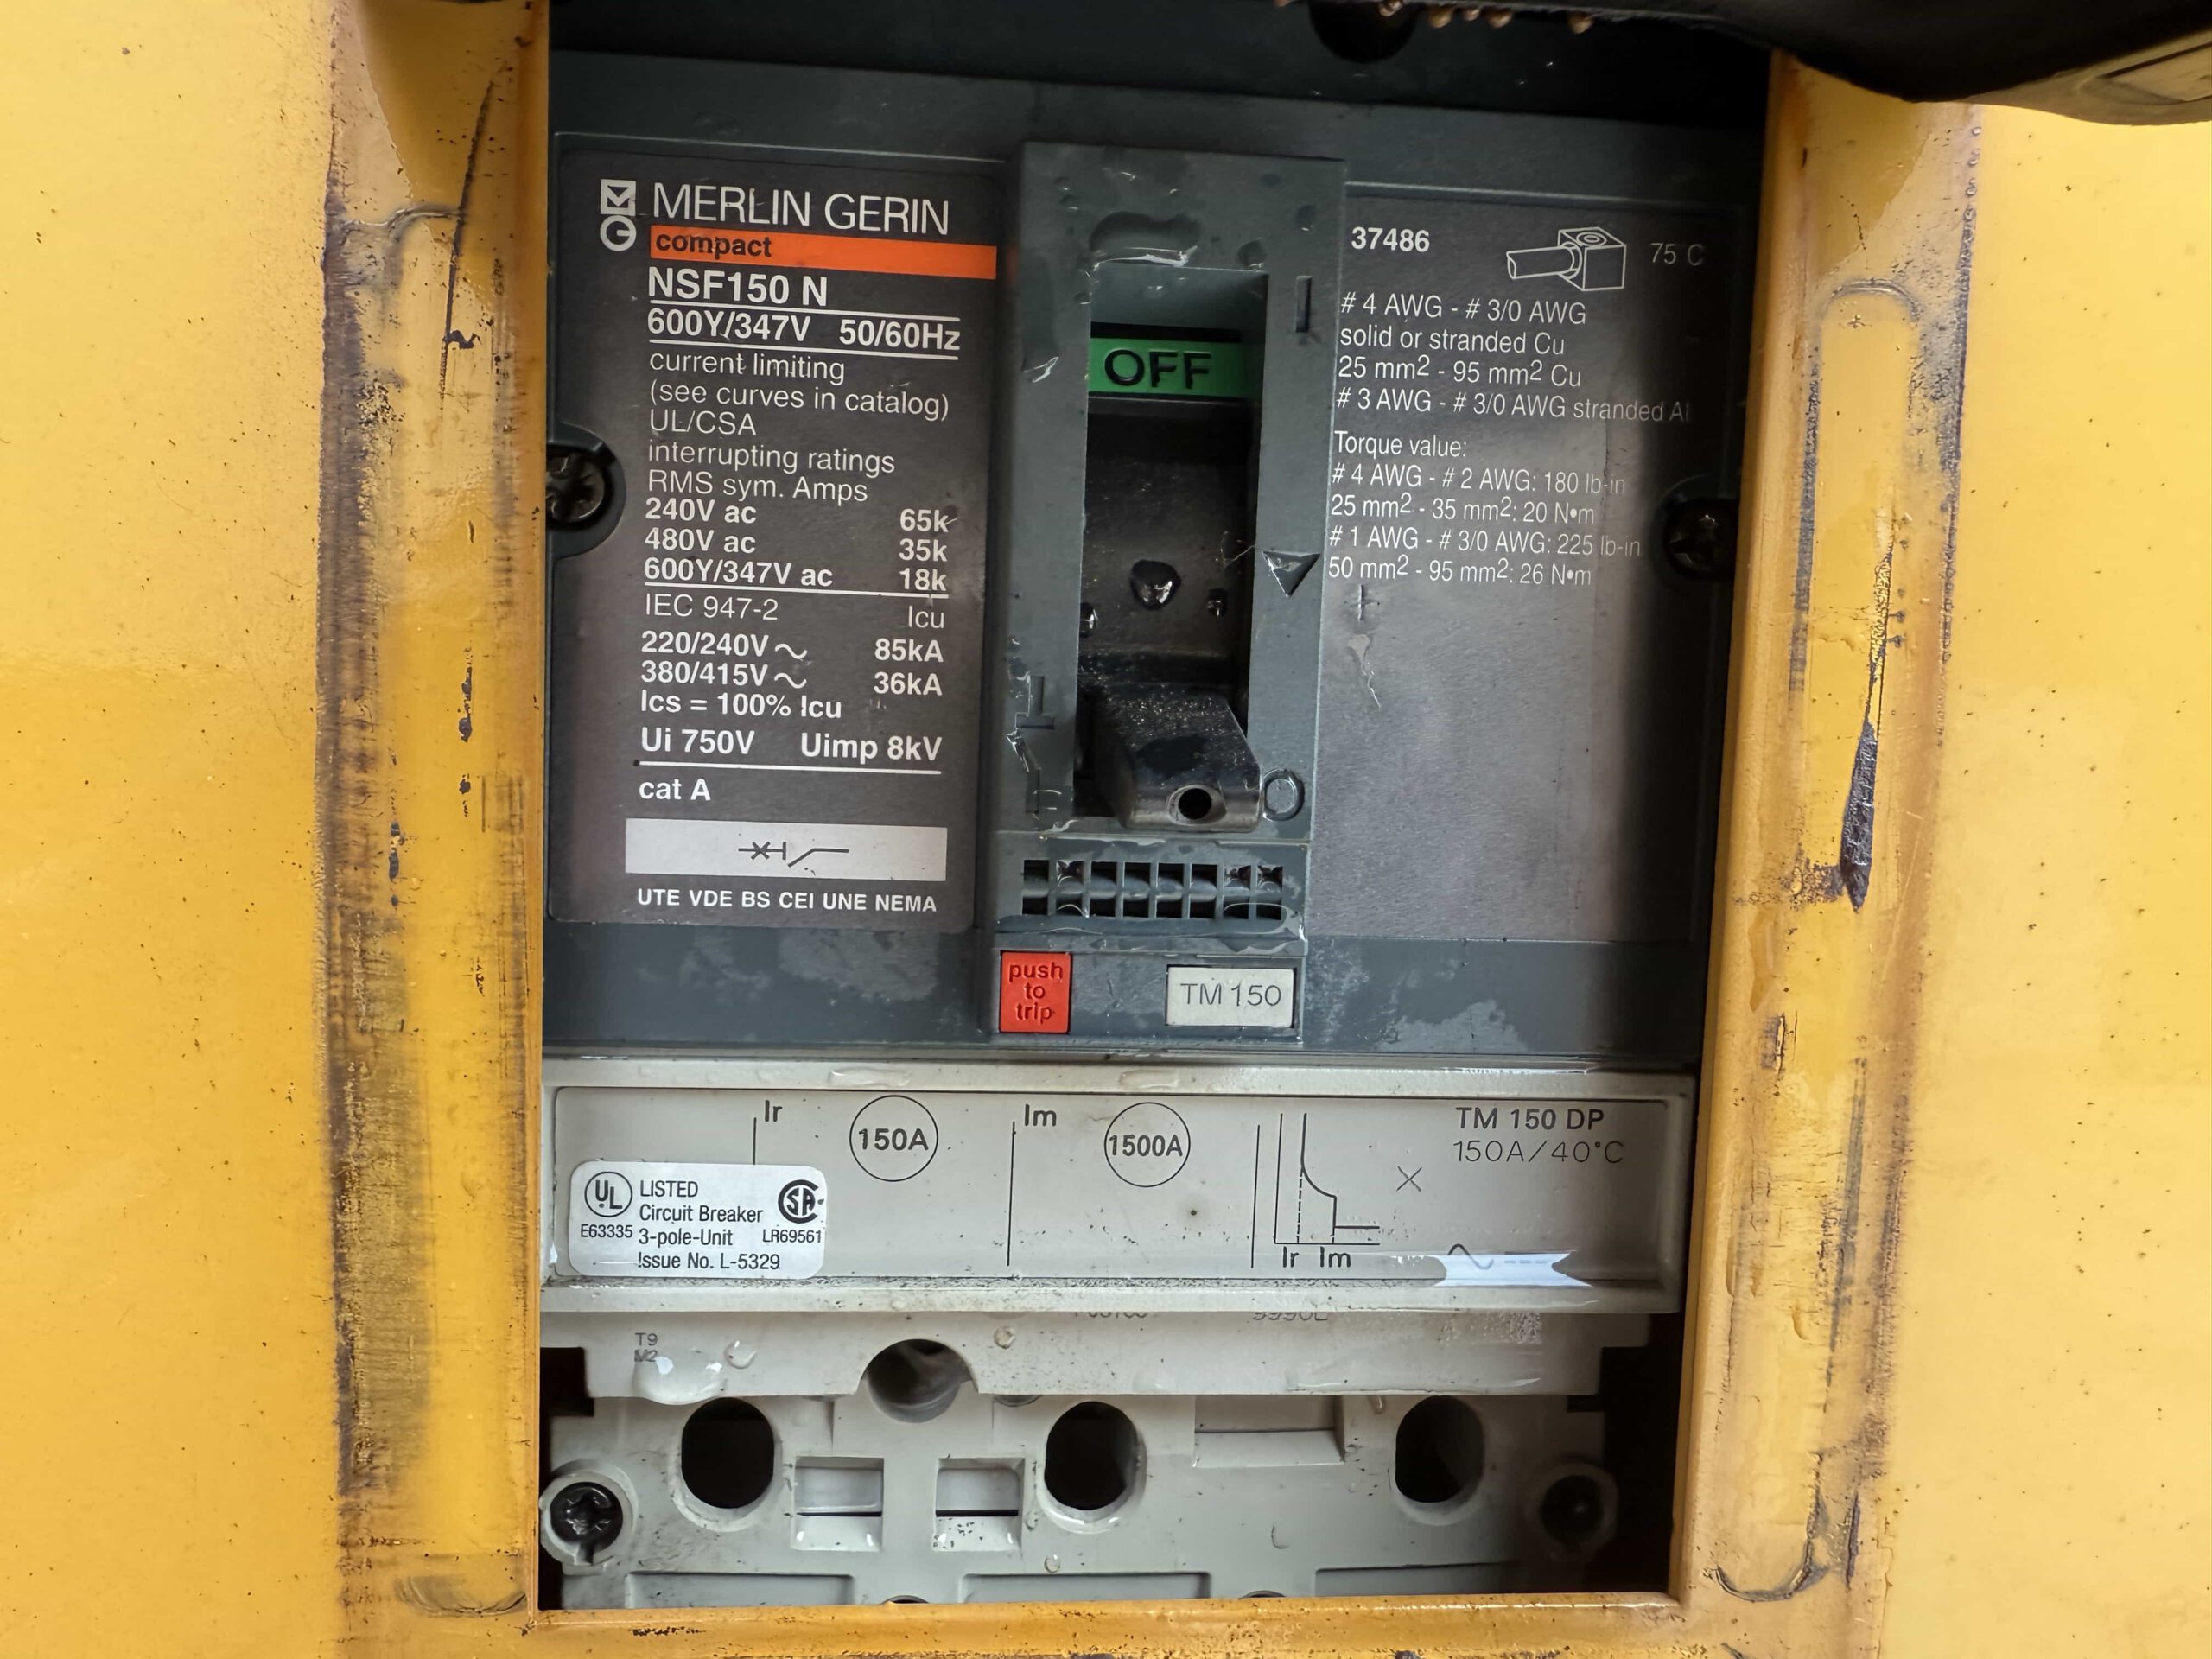 MERLIN GERIN
compact
NSF150 N
600Y/347V 50/60Hz
current limiting
(see curves in catalog)
UL/CSA
interrupting ratings
RMS sym. Amps
240V ac 65k
480V ac 35k
600Y/347V ac 18k
IEC 947-2 Icu
220/240V ~ 85kA
380/415V ~ 36kA
Ics = 100% Icu
Ui 750V Uimp 8kV
cat A
UTE VDE BS CEI UNE NEMA
I
OFF
O
push
to
trip
TM 150
37486
75 C
# 4 AWG - # 3/0 AWG
solid or stranded Cu
25 mm2 - 95 mm2 Cu
# 3 AWG - # 3/0 AWG stranded Al
Torque value:
# 4 AWG - # 2 AWG: 180 lb-in
25 mm2 - 35 mm2: 20 N•m
# 1 AWG - # 3/0 AWG: 225 lb-in
50 mm2 - 95 mm2: 26 N•m
Ir 150A
Im 1500A
Ir Im
TM 150 DP
150A/40°C
UL LISTED
Circuit Breaker
E63335 3-pole-Unit LR69561
Issue No. L-5329
T9
M2